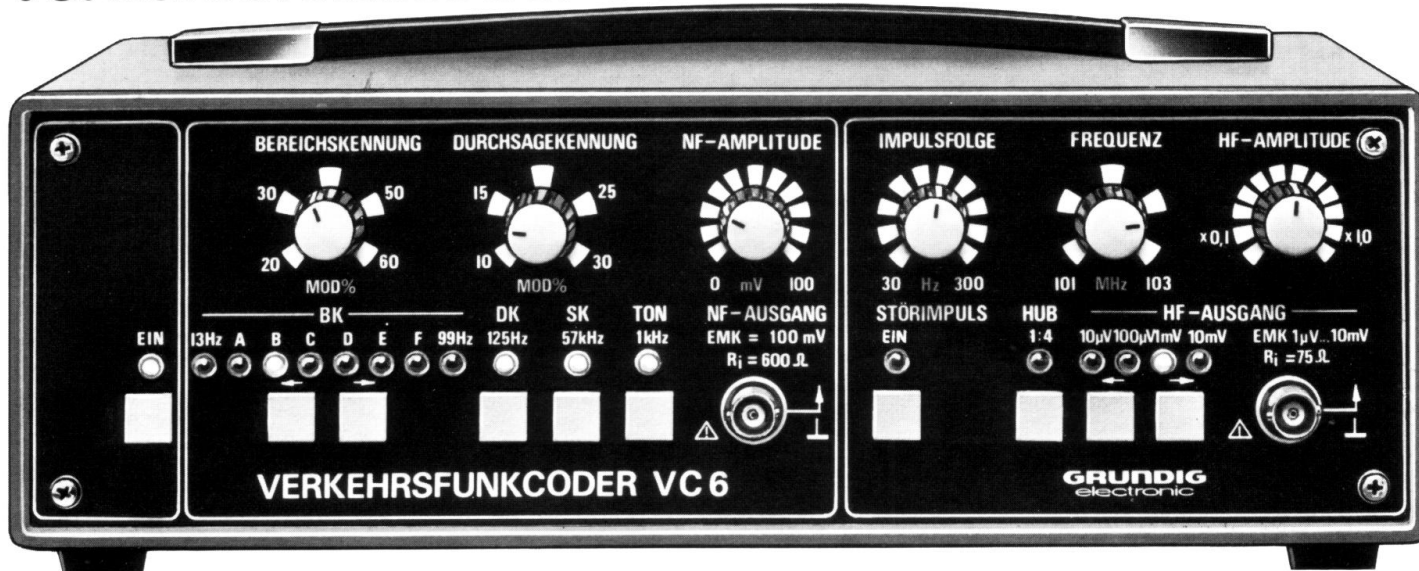 BEREICHSKENNUNG DURCHSAGEKENNUNG NF-AMPLITUDE IMPULSFOLGE FREQUENZ HF-AMPLITUDE
30 50 15 25
x0,1 x1,0
20 60 10 30
MOD% MOD% 0 mV 100 30 Hz 300 101 MHz 103
BK DK SK TON NF-AUSGANG STÖRIMPULS HUB HF-AUSGANG
EIN 13Hz A B C D E F 99Hz 125Hz 57kHz 1kHz EMK = 100 mV EIN 1:4 10µV 100µV 1mV 10mV EMK 1µV...10mV
Ri = 600 Ω Ri = 75 Ω
VERKEHRSFUNKCODER VC 6
GRUNDIG
electronic